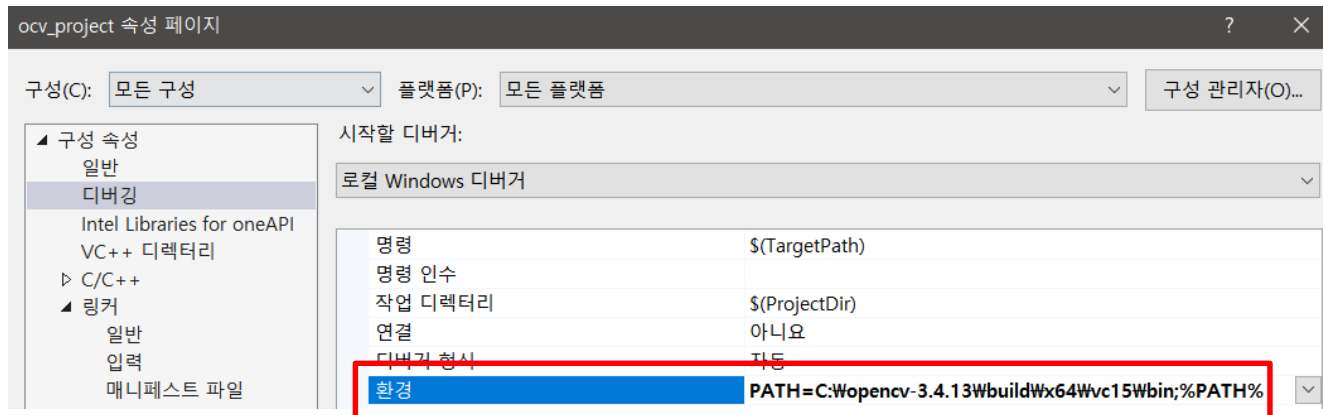 ocv_project 속성 페이지 ? ×
구성(C): 모든 구성 플랫폼(P): 모든 플랫폼 구성 관리자(O)...
구성 속성
일반
디버깅
Intel Libraries for oneAPI
VC++ 디렉터리
C/C++
링커
일반
입력
매니페스트 파일
시작할 디버거:
로컬 Windows 디버거
명령 $(TargetPath)
명령 인수
작업 디렉터리 $(ProjectDir)
연결 아니요
디버거 형식 자동
환경 PATH=C:₩opencv-3.4.13₩build₩x64₩vc15₩bin;%PATH%